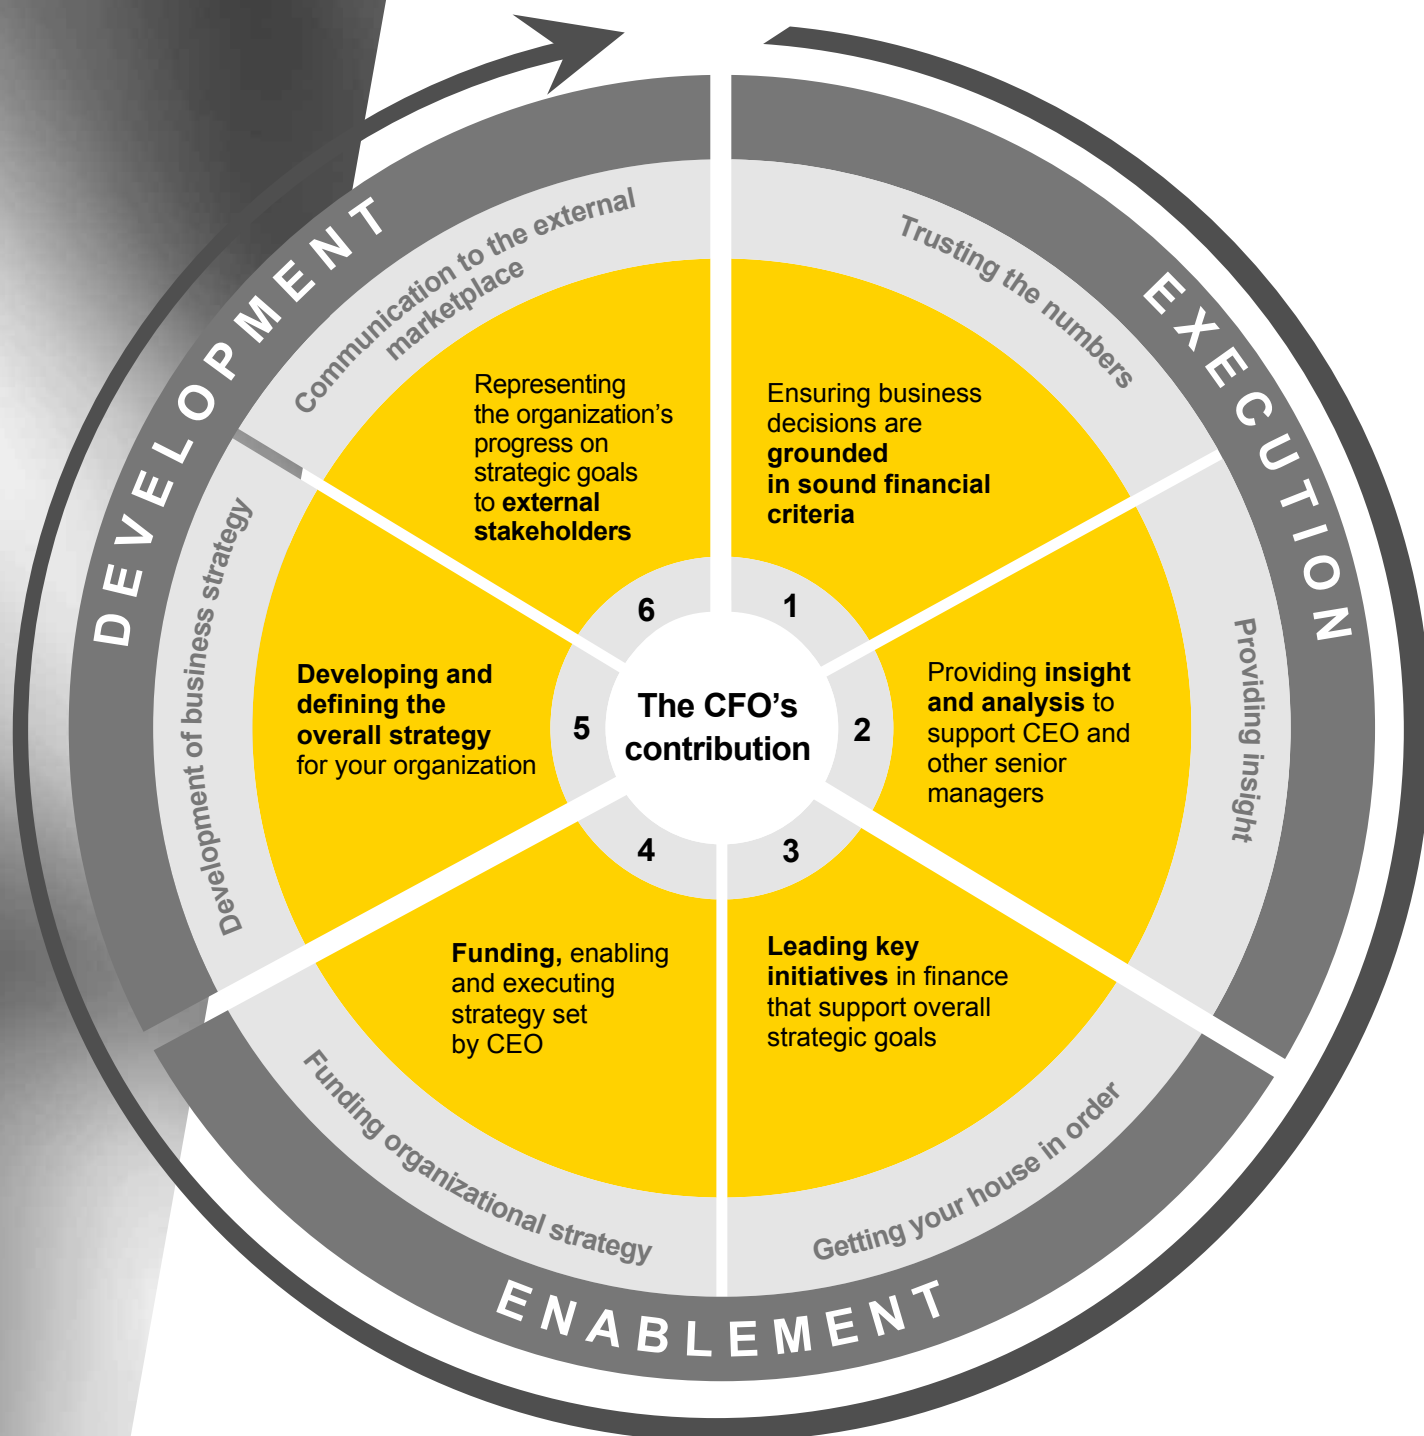 DEVELOPMENT
EXECUTION
ENABLEMENT
Communication to the external
marketplace
Trusting the numbers
Providing insight
Getting your house in order
Funding organizational strategy
Development of business strategy
The CFO’s
contribution
1
Ensuring business
decisions are
grounded
in sound financial
criteria
2
Providing insight
and analysis to
support CEO and
other senior
managers
3
Leading key
initiatives in finance
that support overall
strategic goals
4
Funding, enabling
and executing
strategy set
by CEO
5
Developing and
defining the
overall strategy
for your organization
6
Representing
the organization’s
progress on
strategic goals
to external
stakeholders